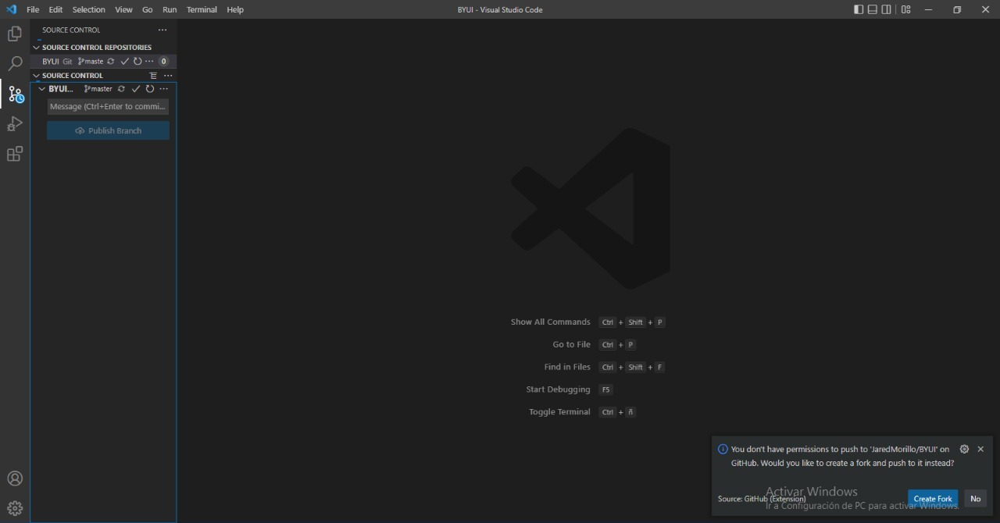 File Edit Selection View Go Run Terminal Help
BYUI - Visual Studio Code
SOURCE CONTROL
SOURCE CONTROL REPOSITORIES
BYUI Git master 0
SOURCE CONTROL
BYUI... master
Message (Ctrl+Enter to commi...
Publish Branch
Show All Commands Ctrl + Shift + P
Go to File Ctrl + P
Find in Files Ctrl + Shift + F
Start Debugging F5
Toggle Terminal Ctrl + ñ
You don't have permissions to push to 'JaredMorillo/BYUI' on
GitHub. Would you like to create a fork and push to it instead?
Activar Windows
Source: GitHub (Extension) Create Fork No
Ir a Configuración de PC para activar Windows.